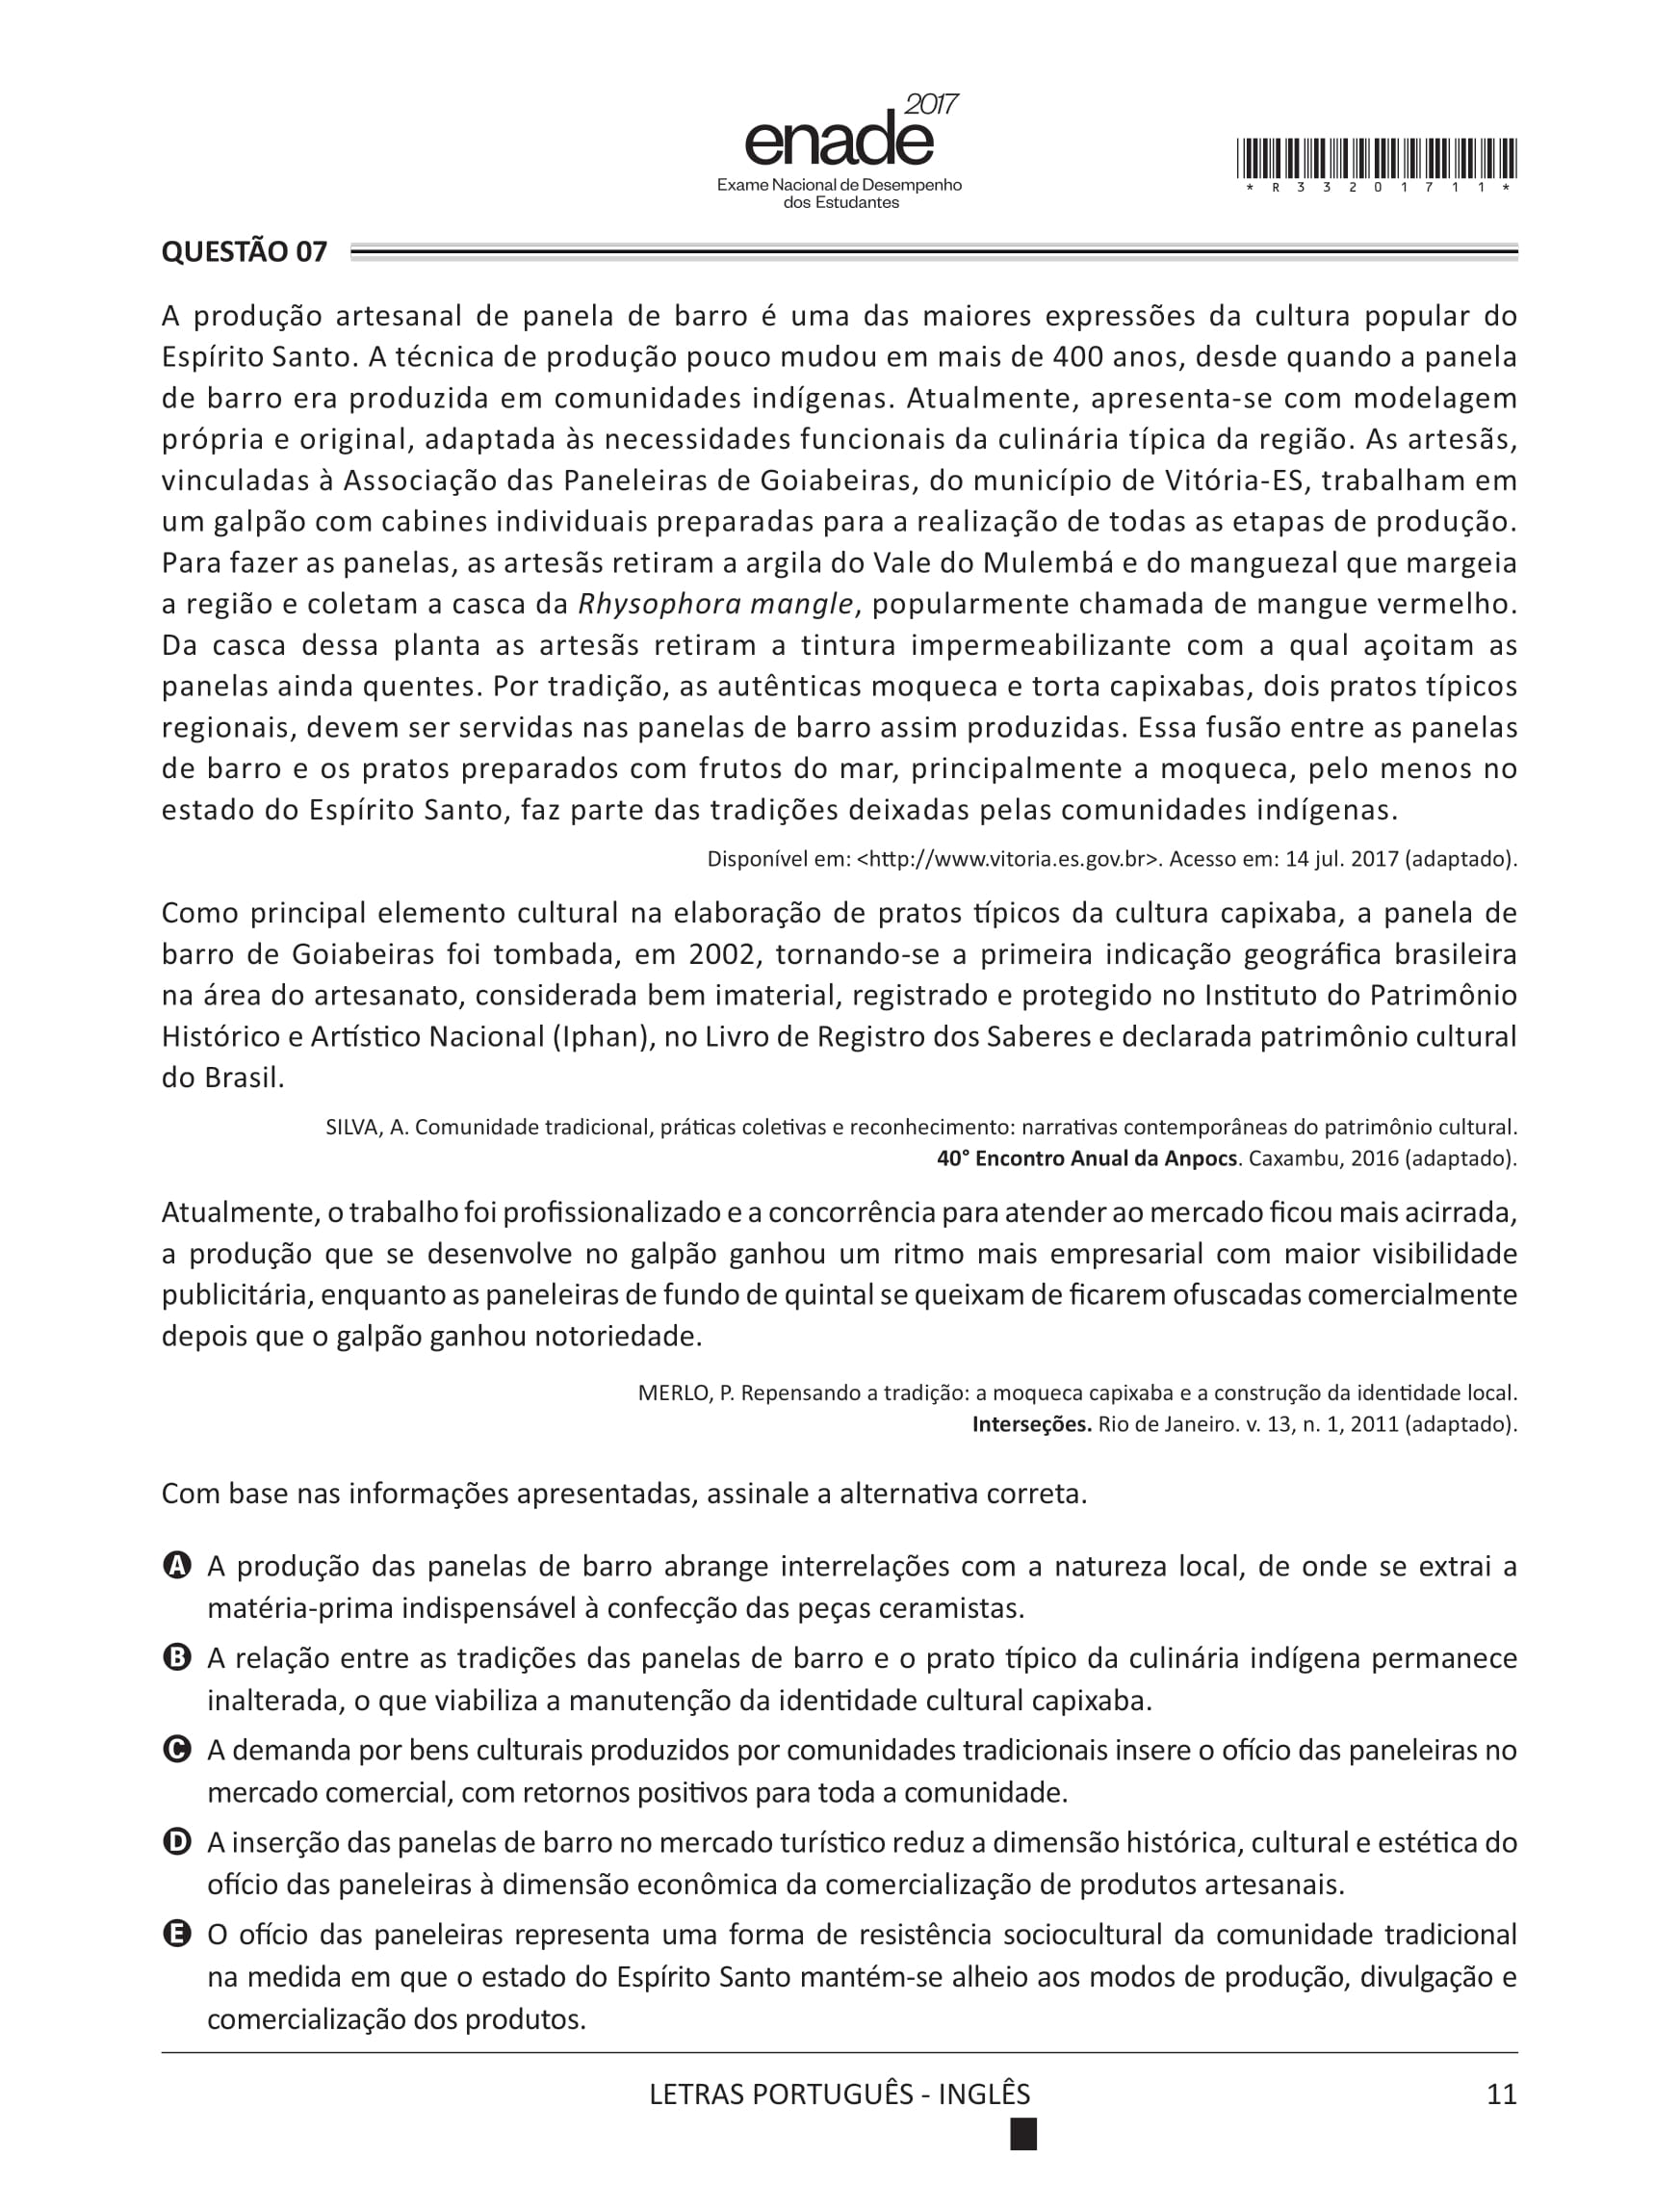 enade 2017
Exame Nacional de Desempenho
dos Estudantes
* R 3 3 2 0 1 7 1 1 *
QUESTÃO 07
A produção artesanal de panela de barro é uma das maiores expressões da cultura popular do
Espírito Santo. A técnica de produção pouco mudou em mais de 400 anos, desde quando a panela
de barro era produzida em comunidades indígenas. Atualmente, apresenta-se com modelagem
própria e original, adaptada às necessidades funcionais da culinária típica da região. As artesãs,
vinculadas à Associação das Paneleiras de Goiabeiras, do município de Vitória-ES, trabalham em
um galpão com cabines individuais preparadas para a realização de todas as etapas de produção.
Para fazer as panelas, as artesãs retiram a argila do Vale do Mulembá e do manguezal que margeia
a região e coletam a casca da Rhysophora mangle, popularmente chamada de mangue vermelho.
Da casca dessa planta as artesãs retiram a tintura impermeabilizante com a qual açoitam as
panelas ainda quentes. Por tradição, as autênticas moqueca e torta capixabas, dois pratos típicos
regionais, devem ser servidas nas panelas de barro assim produzidas. Essa fusão entre as panelas
de barro e os pratos preparados com frutos do mar, principalmente a moqueca, pelo menos no
estado do Espírito Santo, faz parte das tradições deixadas pelas comunidades indígenas.
Disponível em: <http://www.vitoria.es.gov.br>. Acesso em: 14 jul. 2017 (adaptado).
Como principal elemento cultural na elaboração de pratos típicos da cultura capixaba, a panela de
barro de Goiabeiras foi tombada, em 2002, tornando-se a primeira indicação geográfica brasileira
na área do artesanato, considerada bem imaterial, registrado e protegido no Instituto do Patrimônio
Histórico e Artístico Nacional (Iphan), no Livro de Registro dos Saberes e declarada patrimônio cultural
do Brasil.
SILVA, A. Comunidade tradicional, práticas coletivas e reconhecimento: narrativas contemporâneas do patrimônio cultural.
40° Encontro Anual da Anpocs. Caxambu, 2016 (adaptado).
Atualmente, o trabalho foi profissionalizado e a concorrência para atender ao mercado ficou mais acirrada,
a produção que se desenvolve no galpão ganhou um ritmo mais empresarial com maior visibilidade
publicitária, enquanto as paneleiras de fundo de quintal se queixam de ficarem ofuscadas comercialmente
depois que o galpão ganhou notoriedade.
MERLO, P. Repensando a tradição: a moqueca capixaba e a construção da identidade local.
Interseções. Rio de Janeiro. v. 13, n. 1, 2011 (adaptado).
Com base nas informações apresentadas, assinale a alternativa correta.
A A produção das panelas de barro abrange interrelações com a natureza local, de onde se extrai a
matéria-prima indispensável à confecção das peças ceramistas.
B A relação entre as tradições das panelas de barro e o prato típico da culinária indígena permanece
inalterada, o que viabiliza a manutenção da identidade cultural capixaba.
C A demanda por bens culturais produzidos por comunidades tradicionais insere o ofício das paneleiras no
mercado comercial, com retornos positivos para toda a comunidade.
D A inserção das panelas de barro no mercado turístico reduz a dimensão histórica, cultural e estética do
ofício das paneleiras à dimensão econômica da comercialização de produtos artesanais.
E O ofício das paneleiras representa uma forma de resistência sociocultural da comunidade tradicional
na medida em que o estado do Espírito Santo mantém-se alheio aos modos de produção, divulgação e
comercialização dos produtos.
LETRAS PORTUGUÊS - INGLÊS
11